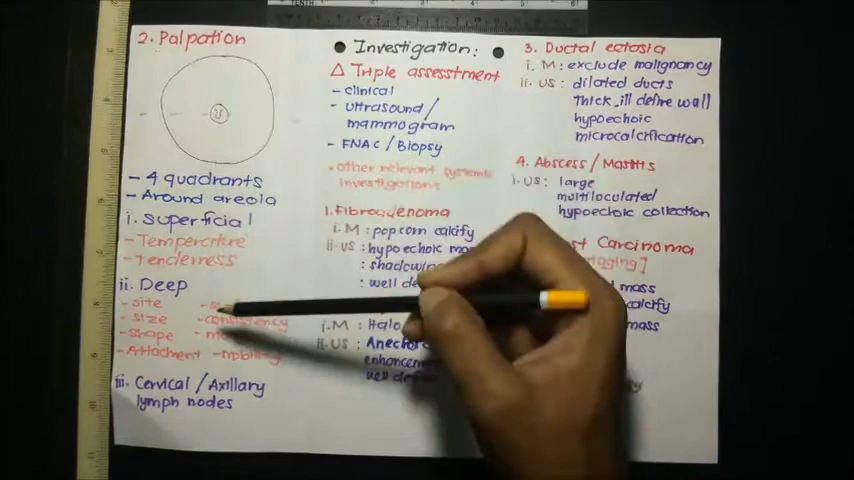 2. Palpation
- 4 quadrants
- Around areola
i. Superficial
- Temperature
- Tenderness
ii. Deep
- site
- size - consistency
- Shape
- Attachment - mobility
iii. Cervical / Axillary
lymph nodes
Investigation:
Δ Triple assesstment
- clinical
- ultrasound /
mammogram
- FNAC / Biopsy
* other relevant systemic
investigations
1. Fibroadenoma
i. M : popcorn calcify
ii. US : hypoechoic
: shadowing
: well
i. M : Halo
ii. US : Anechoic
enhancement
3. Ductal ectasia
i. M : exclude malignancy
ii. US : dilated ducts
Thick, ill define wall
hypoechoic
microcalcification
4. Abscess / Mastitis
i. US : large
multiloculated
hypoechoic collection
Carcinoma
mass
calcify
mass